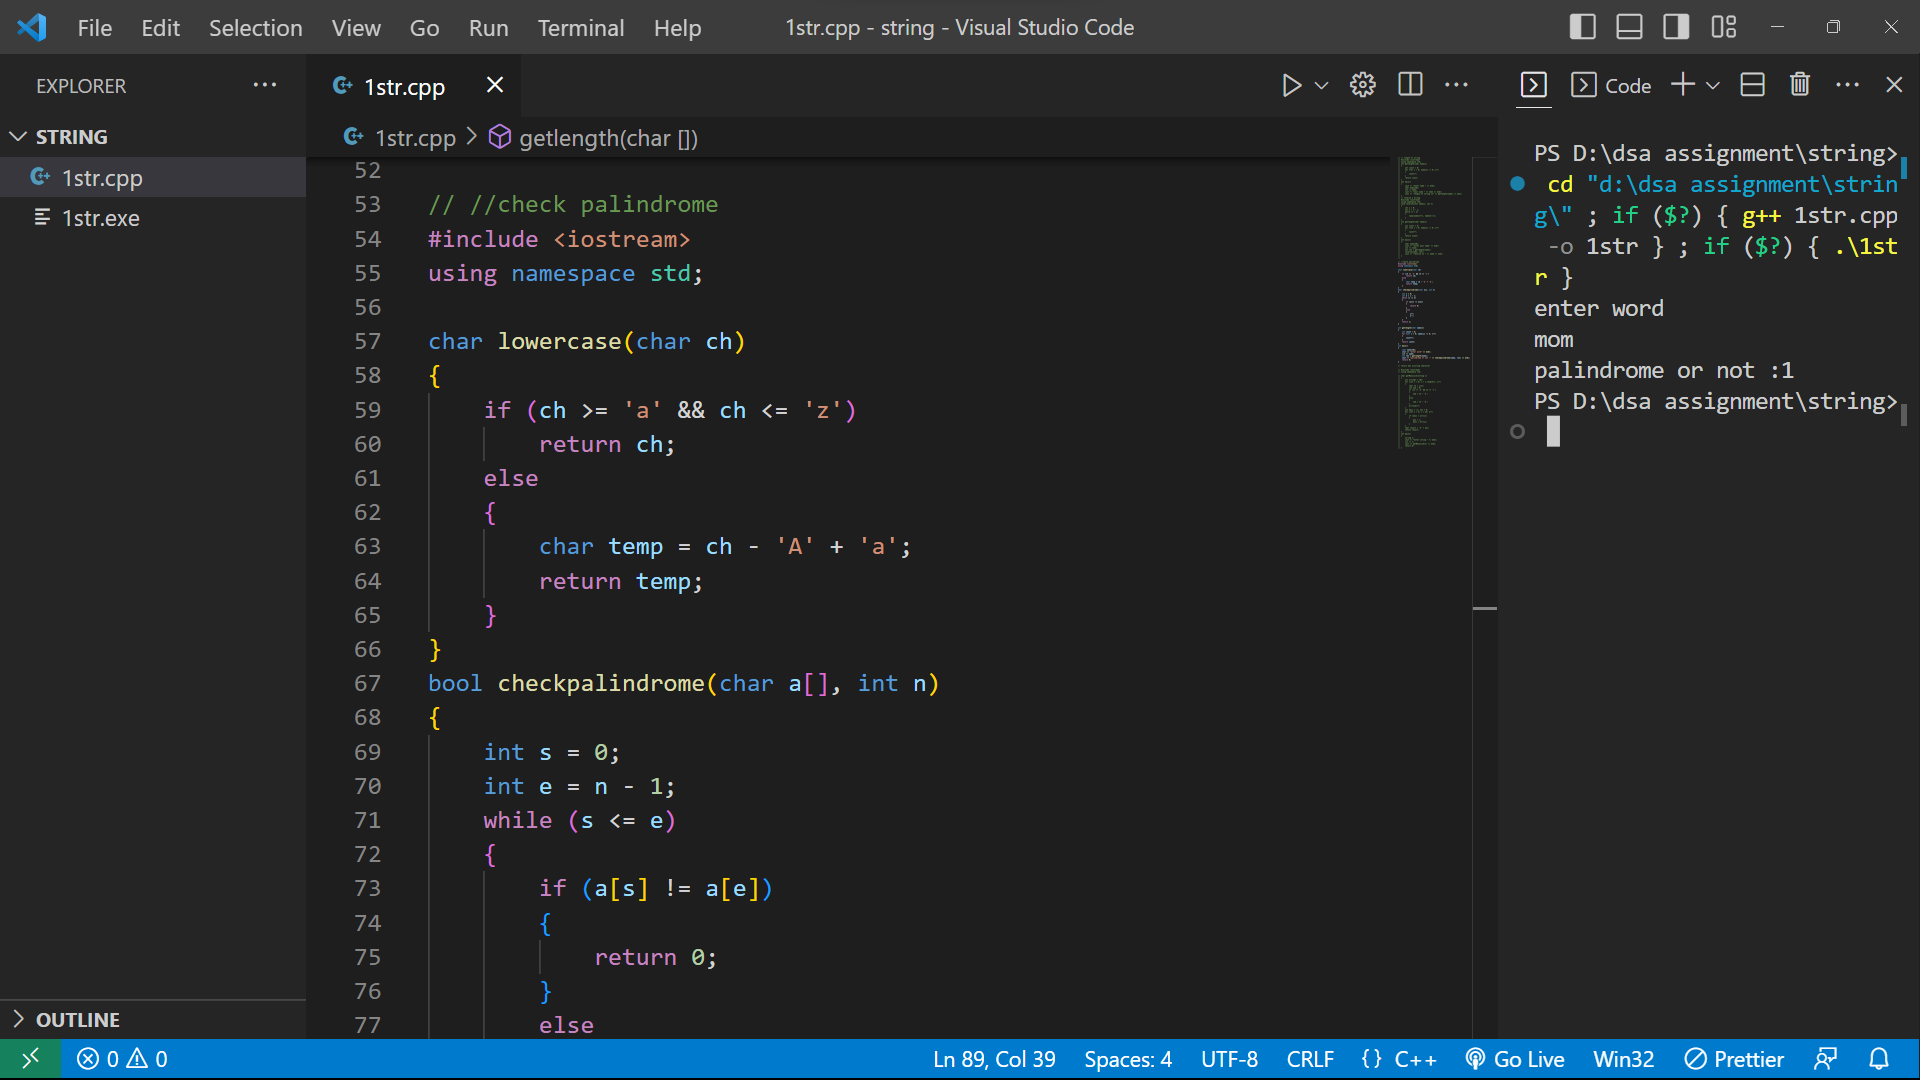 File Edit Selection View Go Run Terminal Help 1str.cpp - string - Visual Studio Code
EXPLORER
STRING
1str.cpp
1str.exe
OUTLINE
1str.cpp
1str.cpp > getlength(char [])
52
53 // //check palindrome
54 #include <iostream>
55 using namespace std;
56
57 char lowercase(char ch)
58 {
59 if (ch >= 'a' && ch <= 'z')
60 return ch;
61 else
62 {
63 char temp = ch - 'A' + 'a';
64 return temp;
65 }
66 }
67 bool checkpalindrome(char a[], int n)
68 {
69 int s = 0;
70 int e = n - 1;
71 while (s <= e)
72 {
73 if (a[s] != a[e])
74 {
75 return 0;
76 }
77 else
Code
PS D:\dsa assignment\string>
cd "d:\dsa assignment\strin
g\" ; if ($?) { g++ 1str.cpp
-o 1str } ; if ($?) { .\1st
r }
enter word
mom
palindrome or not :1
PS D:\dsa assignment\string>
0 0 Ln 89, Col 39 Spaces: 4 UTF-8 CRLF {} C++ Go Live Win32 Prettier